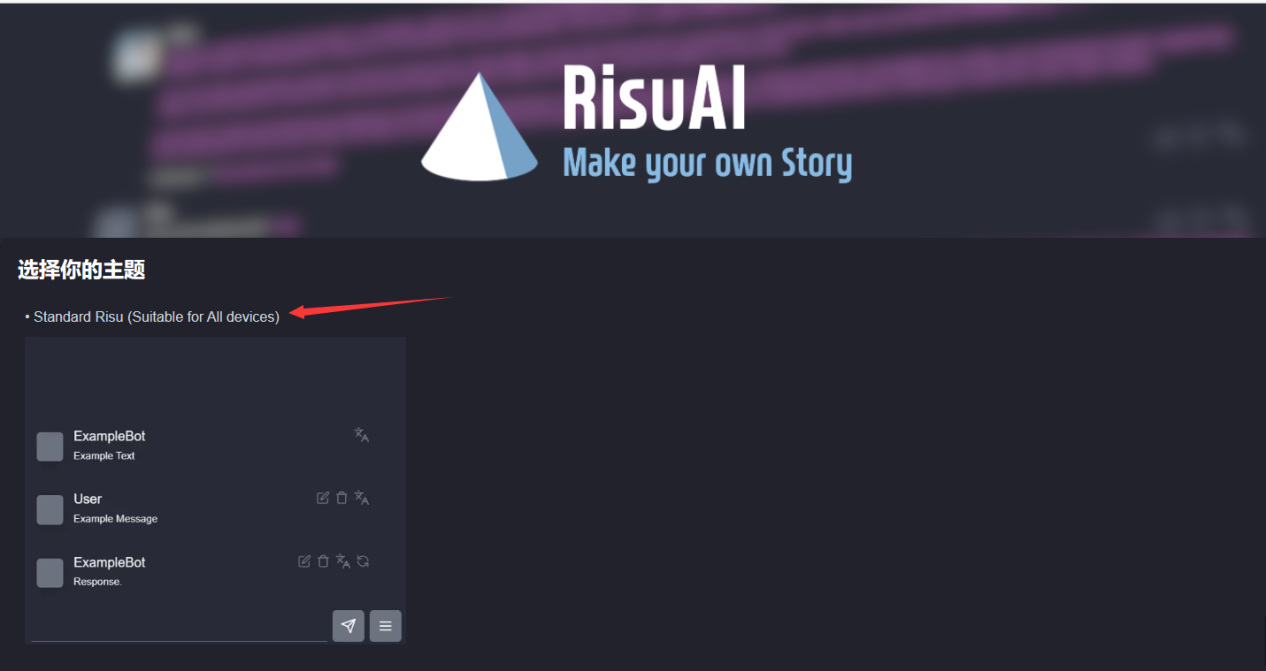 RisuAI
Make your own Story
选择你的主题
• Standard Risu (Suitable for All devices)
ExampleBot
Example Text
User
Example Message
ExampleBot
Response.